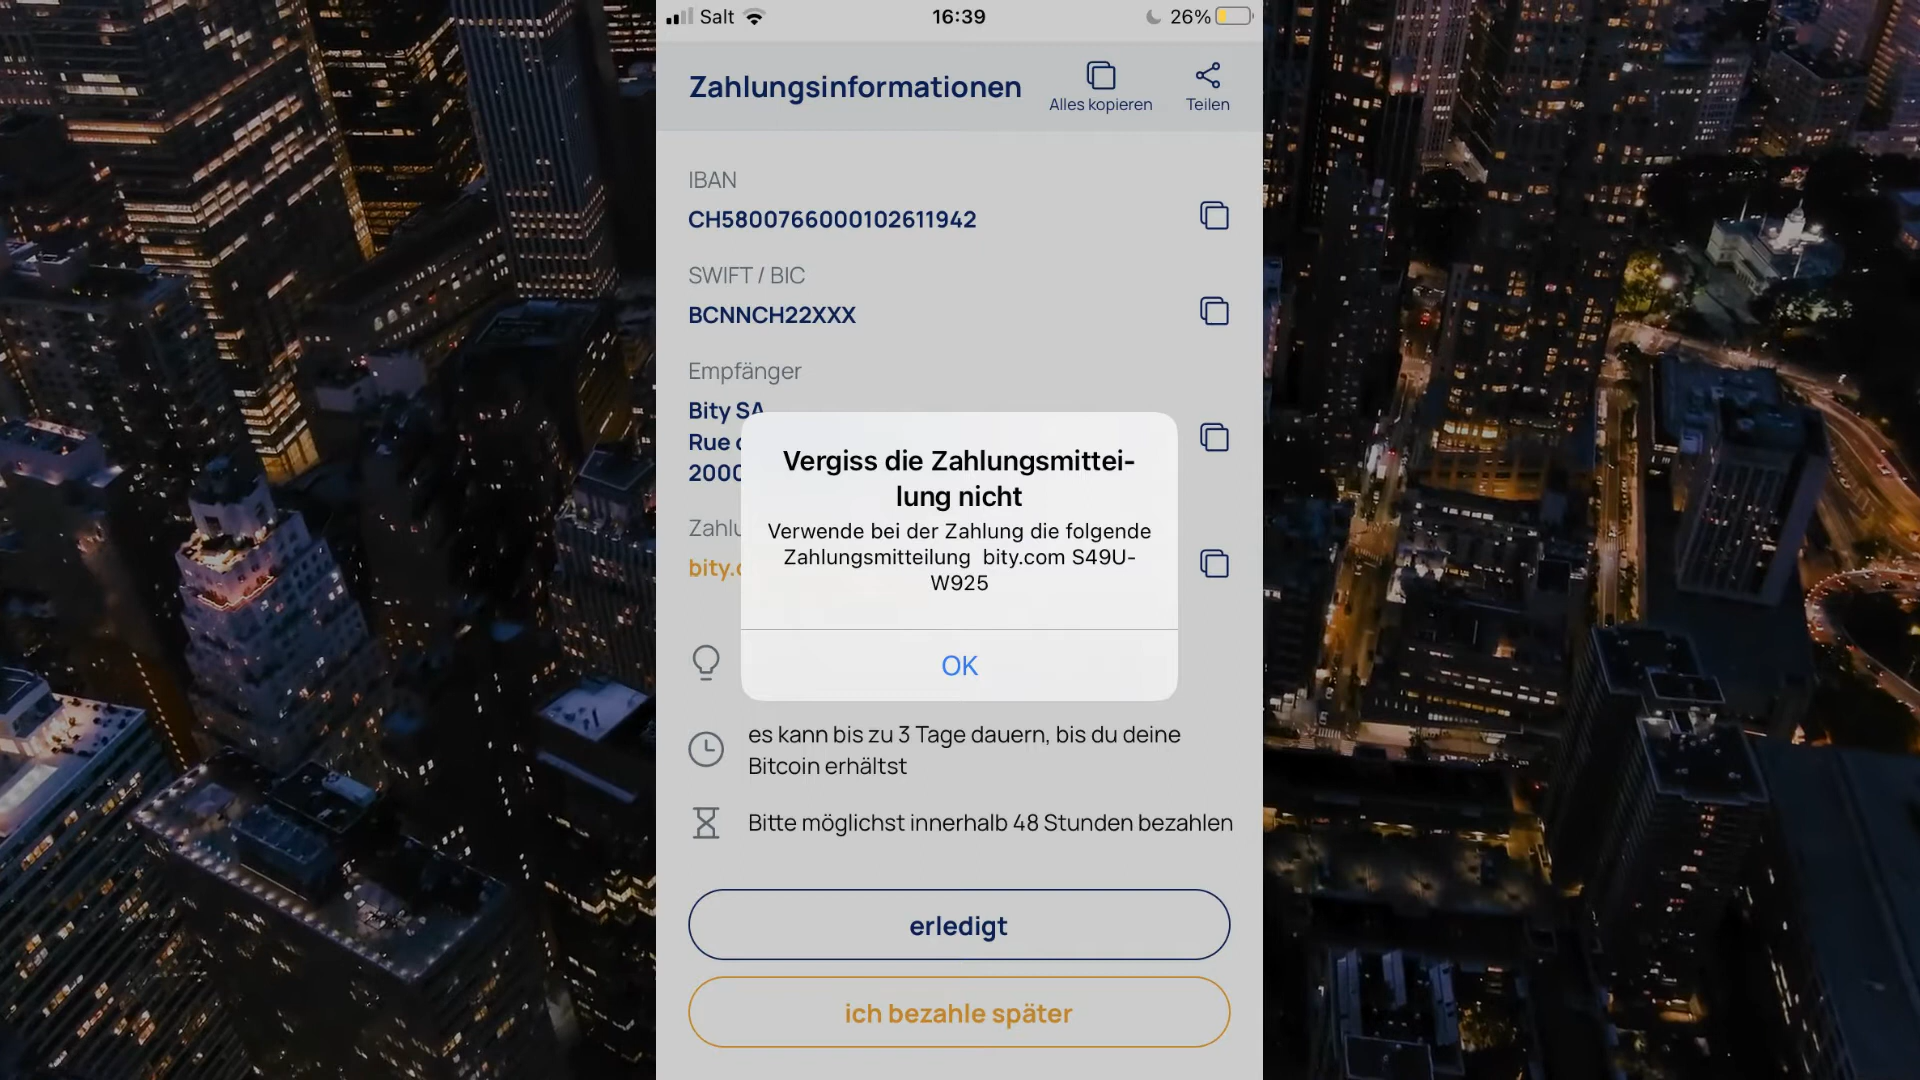 Salt
16:39
26%
Zahlungsinformationen
Alles kopieren
Teilen
IBAN
CH5800766000102611942
SWIFT / BIC
BCNNCH22XXX
Empfänger
Bity SA
Rue
2000
Vergiss die Zahlungsmittei-
lung nicht
Verwende bei der Zahlung die folgende
Zahlungsmitteilung bity.com S49U-
W925
OK
es kann bis zu 3 Tage dauern, bis du deine
Bitcoin erhältst
Bitte möglichst innerhalb 48 Stunden bezahlen
erledigt
ich bezahle später